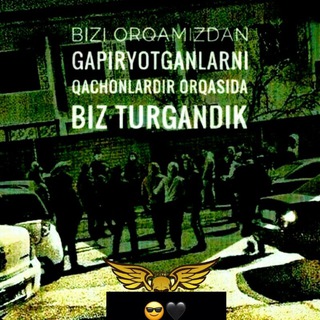 BIZI ORQAMIZDAN
GAPIRYOTGANLARNI
QACHONLARDIR ORQASIDA
BIZ TURGANDIK